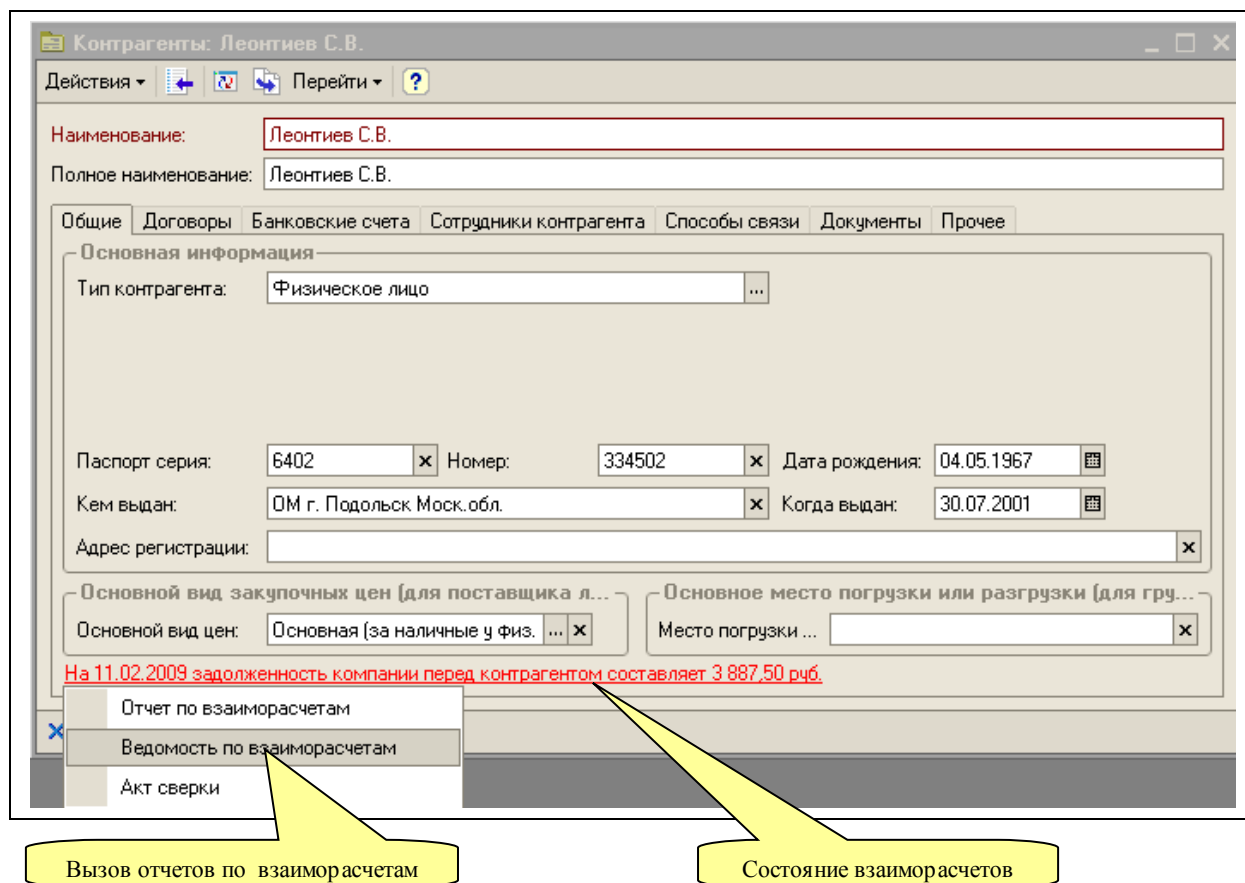 Контрагенты: Леонтиев С.В.
Действия Перейти ?
Наименование: Леонтиев С.В.
Полное наименование: Леонтиев С.В.
Общие Договоры Банковские счета Сотрудники контрагента Способы связи Документы Прочее
Основная информация
Тип контрагента: Физическое лицо ...
Паспорт серия: 6402 Номер: 334502 Дата рождения: 04.05.1967
Кем выдан: ОМ г. Подольск Моск.обл. Когда выдан: 30.07.2001
Адрес регистрации:
Основной вид закупочных цен (для поставщика л... Основное место погрузки или разгрузки (для гру...
Основной вид цен: Основная (за наличные у физ. ... Место погрузки ...
На 11.02.2009 задолженность компании перед контрагентом составляет 3 887,50 руб.
Отчет по взаиморасчетам
Ведомость по взаиморасчетам
Акт сверки
Вызов отчетов по взаиморасчетам Состояние взаиморасчетов